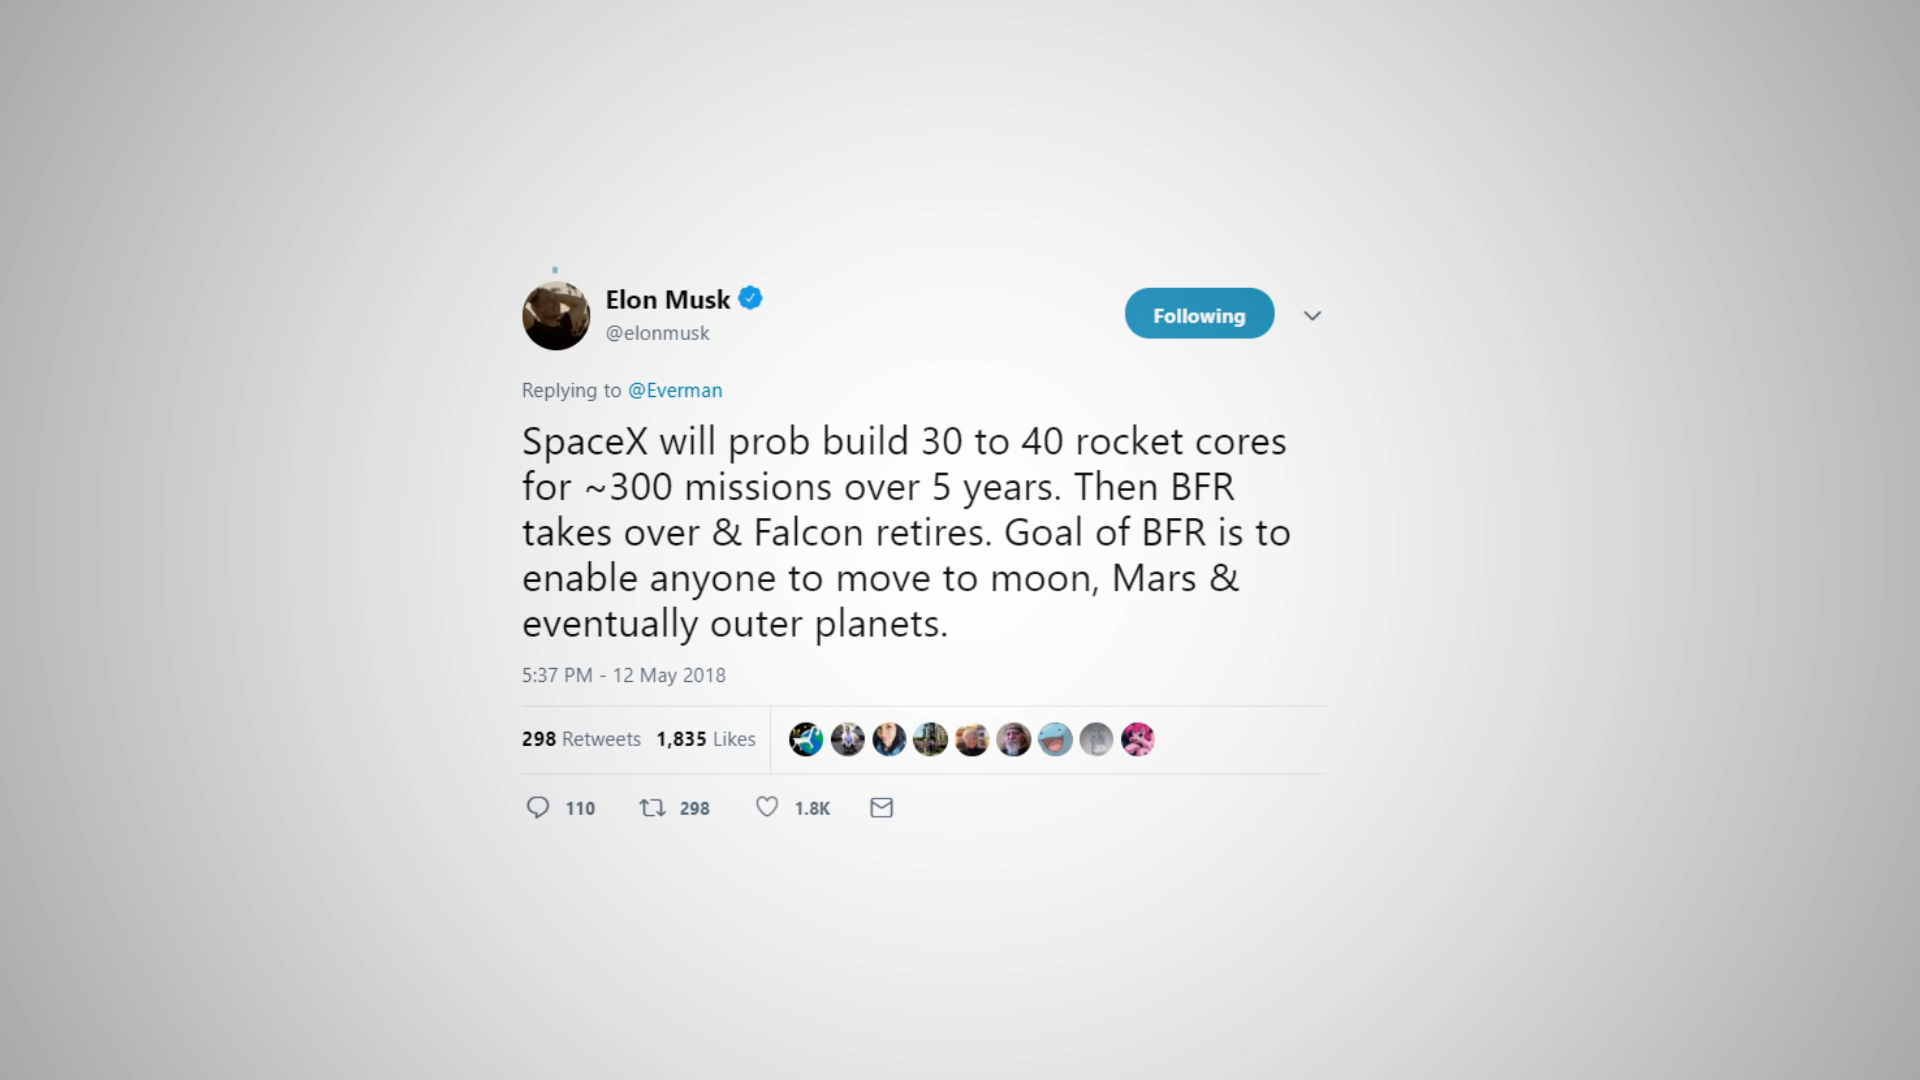 Elon Musk
@elonmusk
Following
Replying to @Everman
SpaceX will prob build 30 to 40 rocket cores
for ~300 missions over 5 years. Then BFR
takes over & Falcon retires. Goal of BFR is to
enable anyone to move to moon, Mars &
eventually outer planets.
5:37 PM - 12 May 2018
298 Retweets 1,835 Likes
110 298 1.8K